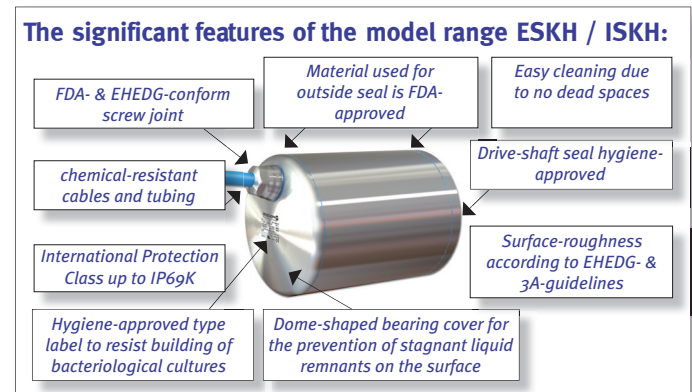 The significant features of the model range ESKH / ISKH:
FDA- & EHEDG-conform
screw joint
Material used for
outside seal is FDA-
approved
Easy cleaning due
to no dead spaces
chemical-resistant
cables and tubing
Drive-shaft seal hygiene-
approved
International Protection
Class up to IP69K
Surface-roughness
according to EHEDG- &
3A-guidelines
Hygiene-approved type
label to resist building of
bacteriological cultures
Dome-shaped bearing cover for
the prevention of stagnant liquid
remnants on the surface